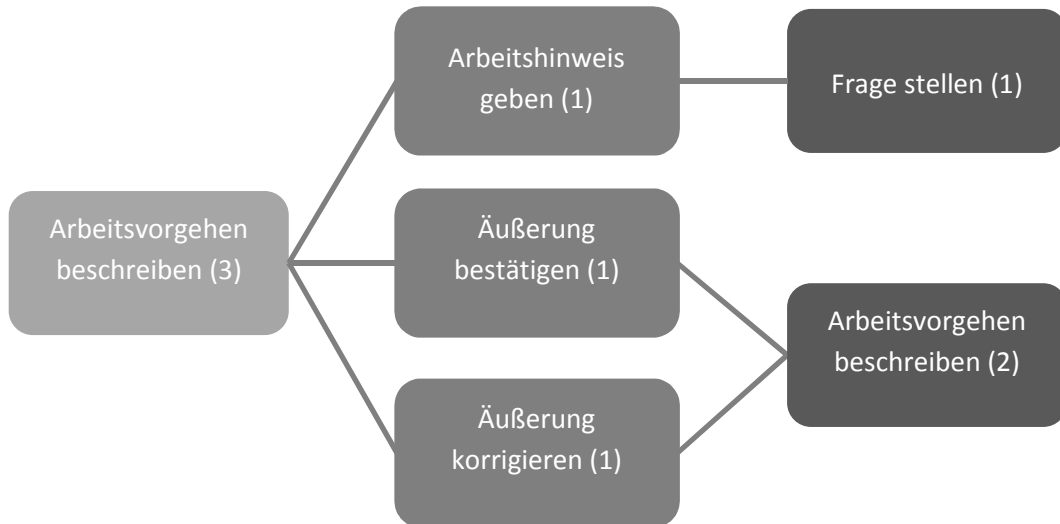 Arbeitsvorgehen
beschreiben (3)
Arbeitshinweis
geben (1)
Äußerung
bestätigen (1)
Äußerung
korrigieren (1)
Frage stellen (1)
Arbeitsvorgehen
beschreiben (2)